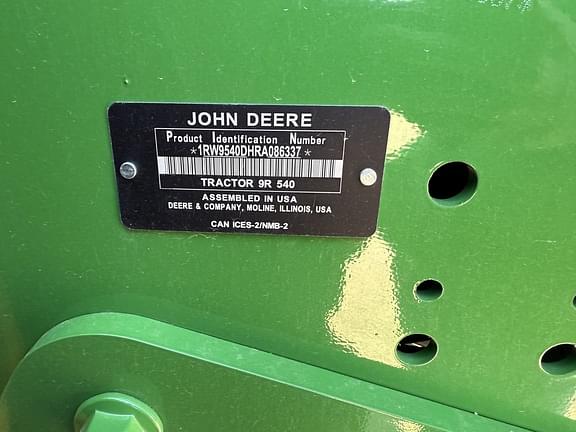 JOHN DEERE
Product Identification Number
*1RW9540DHRA086337*
TRACTOR 9R 540
ASSEMBLED IN USA
DEERE & COMPANY, MOLINE, ILLINOIS, USA
CAN ICES-2/NMB-2